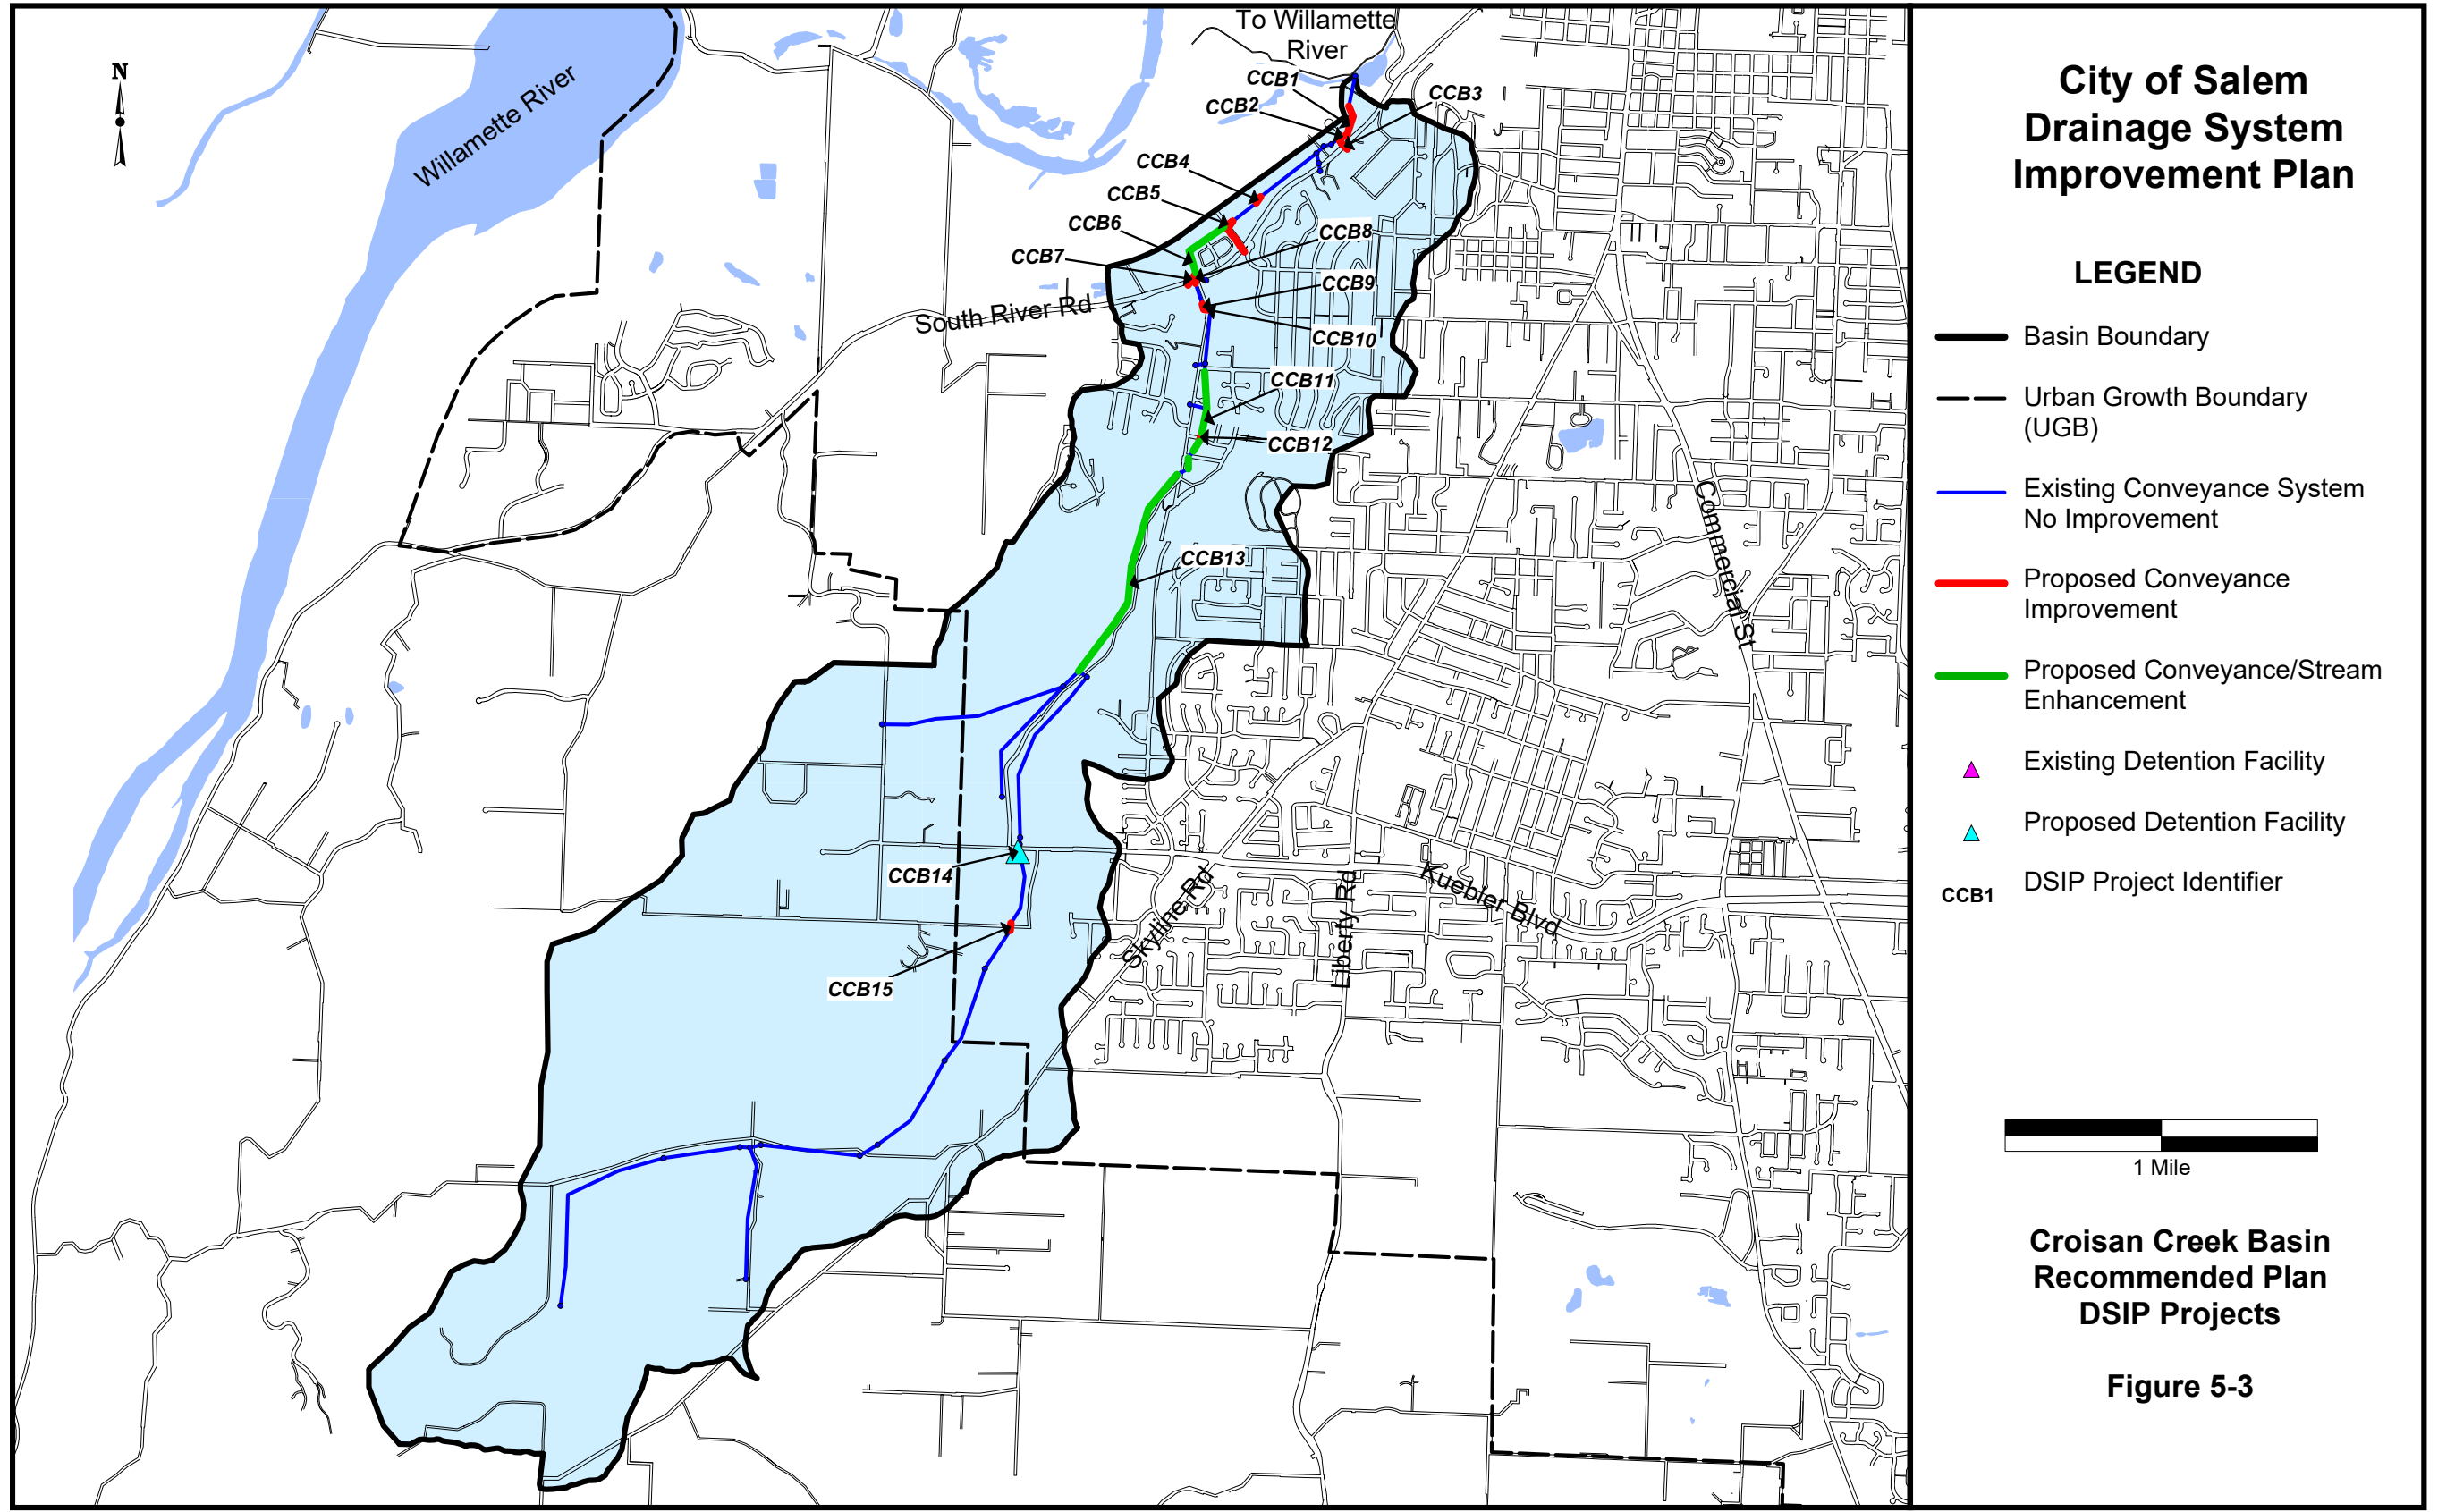 To Willamette
River
N
Willamette River
CCB1
CCB2
CCB3
CCB4
CCB5
CCB6
CCB7
CCB8
CCB9
South River Rd
CCB10
CCB11
CCB12
CCB13
Commercial St
CCB14
Skyline Rd
Liberty Rd
Kuebler Blvd
CCB15
City of Salem
Drainage System
Improvement Plan
LEGEND
Basin Boundary
Urban Growth Boundary
(UGB)
Existing Conveyance System
No Improvement
Proposed Conveyance
Improvement
Proposed Conveyance/Stream
Enhancement
Existing Detention Facility
Proposed Detention Facility
CCB1 DSIP Project Identifier
1 Mile
Croisan Creek Basin
Recommended Plan
DSIP Projects
Figure 5-3